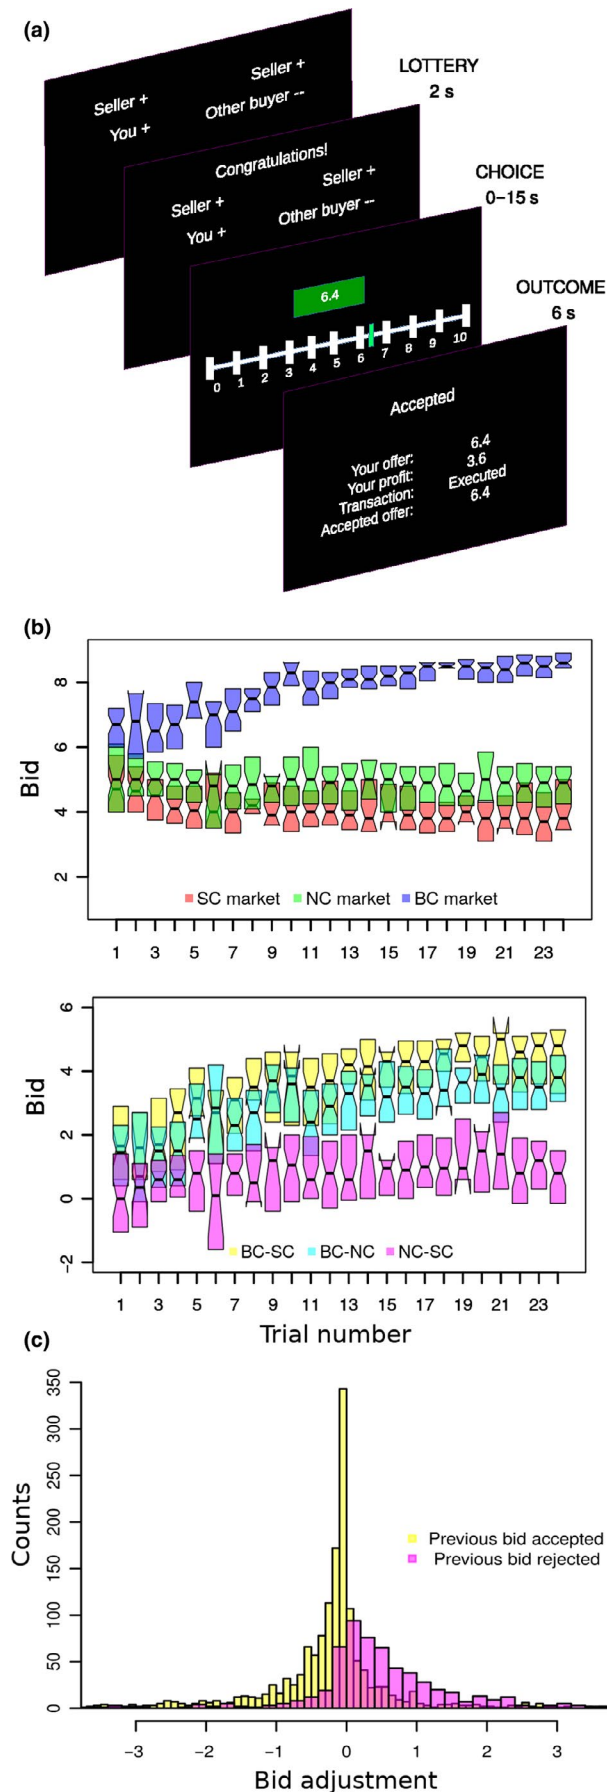 (a)
LOTTERY
2 s
Seller +
Seller +
You +
Other buyer --
CHOICE
0–15 s
Congratulations!
Seller +
Seller +
You +
Other buyer --
OUTCOME
6 s
6.4
0 1 2 3 4 5 6 7 8 9 10
Accepted
Your offer: 6.4
Your profit: 3.6
Transaction: Executed
Accepted offer: 6.4
(b)
Bid
8
6
4
2
SC market NC market BC market
1 3 5 7 9 11 13 15 17 19 21 23
Bid
6
4
2
0
−2
BC-SC BC-NC NC-SC
1 3 5 7 9 11 13 15 17 19 21 23
Trial number
(c)
Counts
350
300
250
200
150
100
50
0
Previous bid accepted
Previous bid rejected
−3 −2 −1 0 1 2 3
Bid adjustment